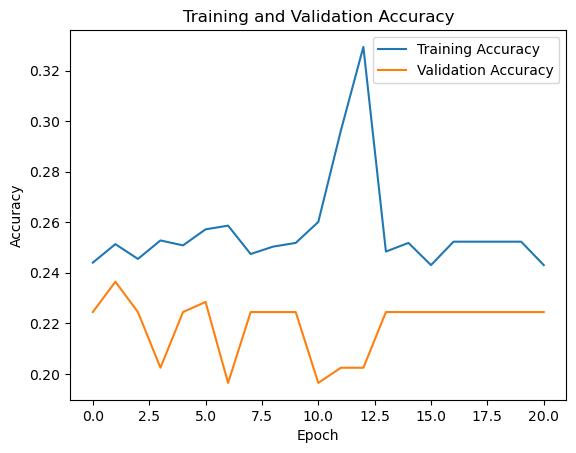 Training and Validation Accuracy
Training Accuracy
Validation Accuracy
Accuracy
0.32
0.30
0.28
0.26
0.24
0.22
0.20
0.0 2.5 5.0 7.5 10.0 12.5 15.0 17.5 20.0
Epoch